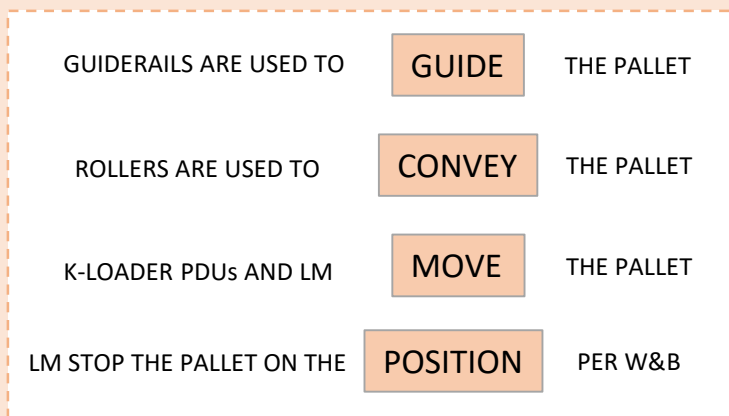 GUIDERAILS ARE USED TO GUIDE THE PALLET
ROLLERS ARE USED TO CONVEY THE PALLET
K-LOADER PDUs AND LM MOVE THE PALLET
LM STOP THE PALLET ON THE POSITION PER W&B